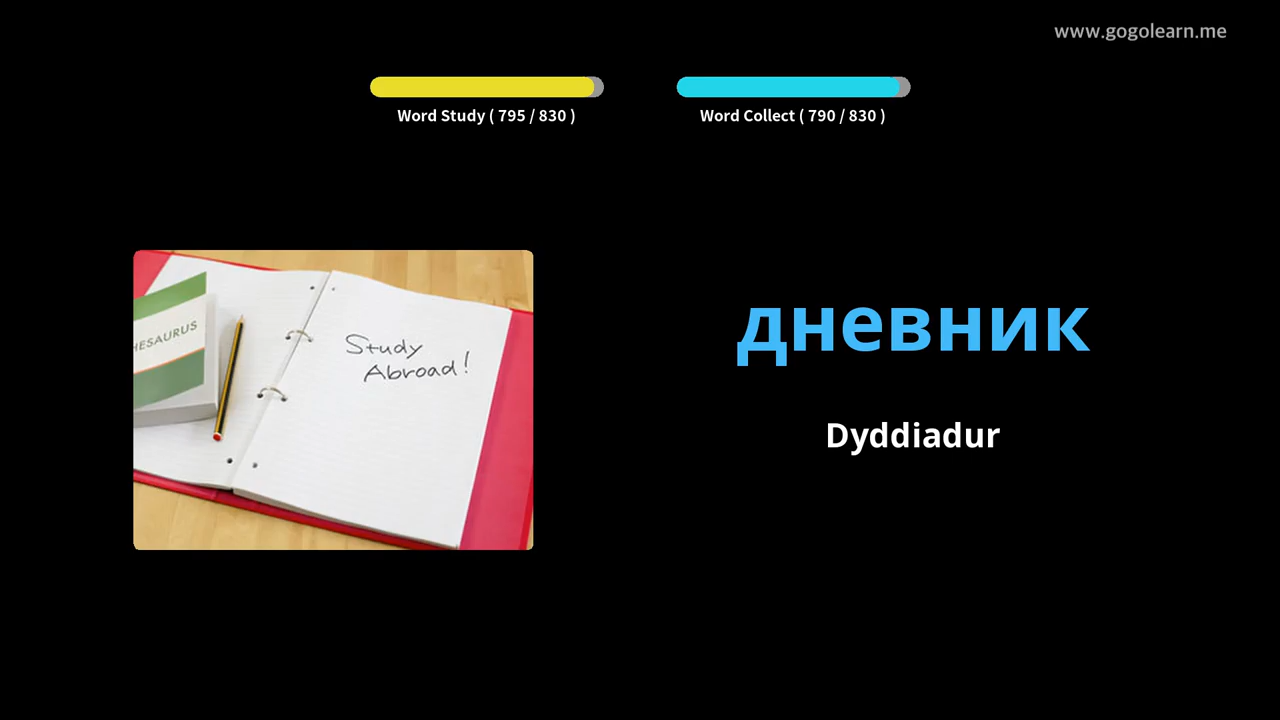 www.gogolearn.me
Word Study ( 795 / 830 )
Word Collect ( 790 / 830 )
HESAURUS
Study
Abroad!
дневник
Dyddiadur